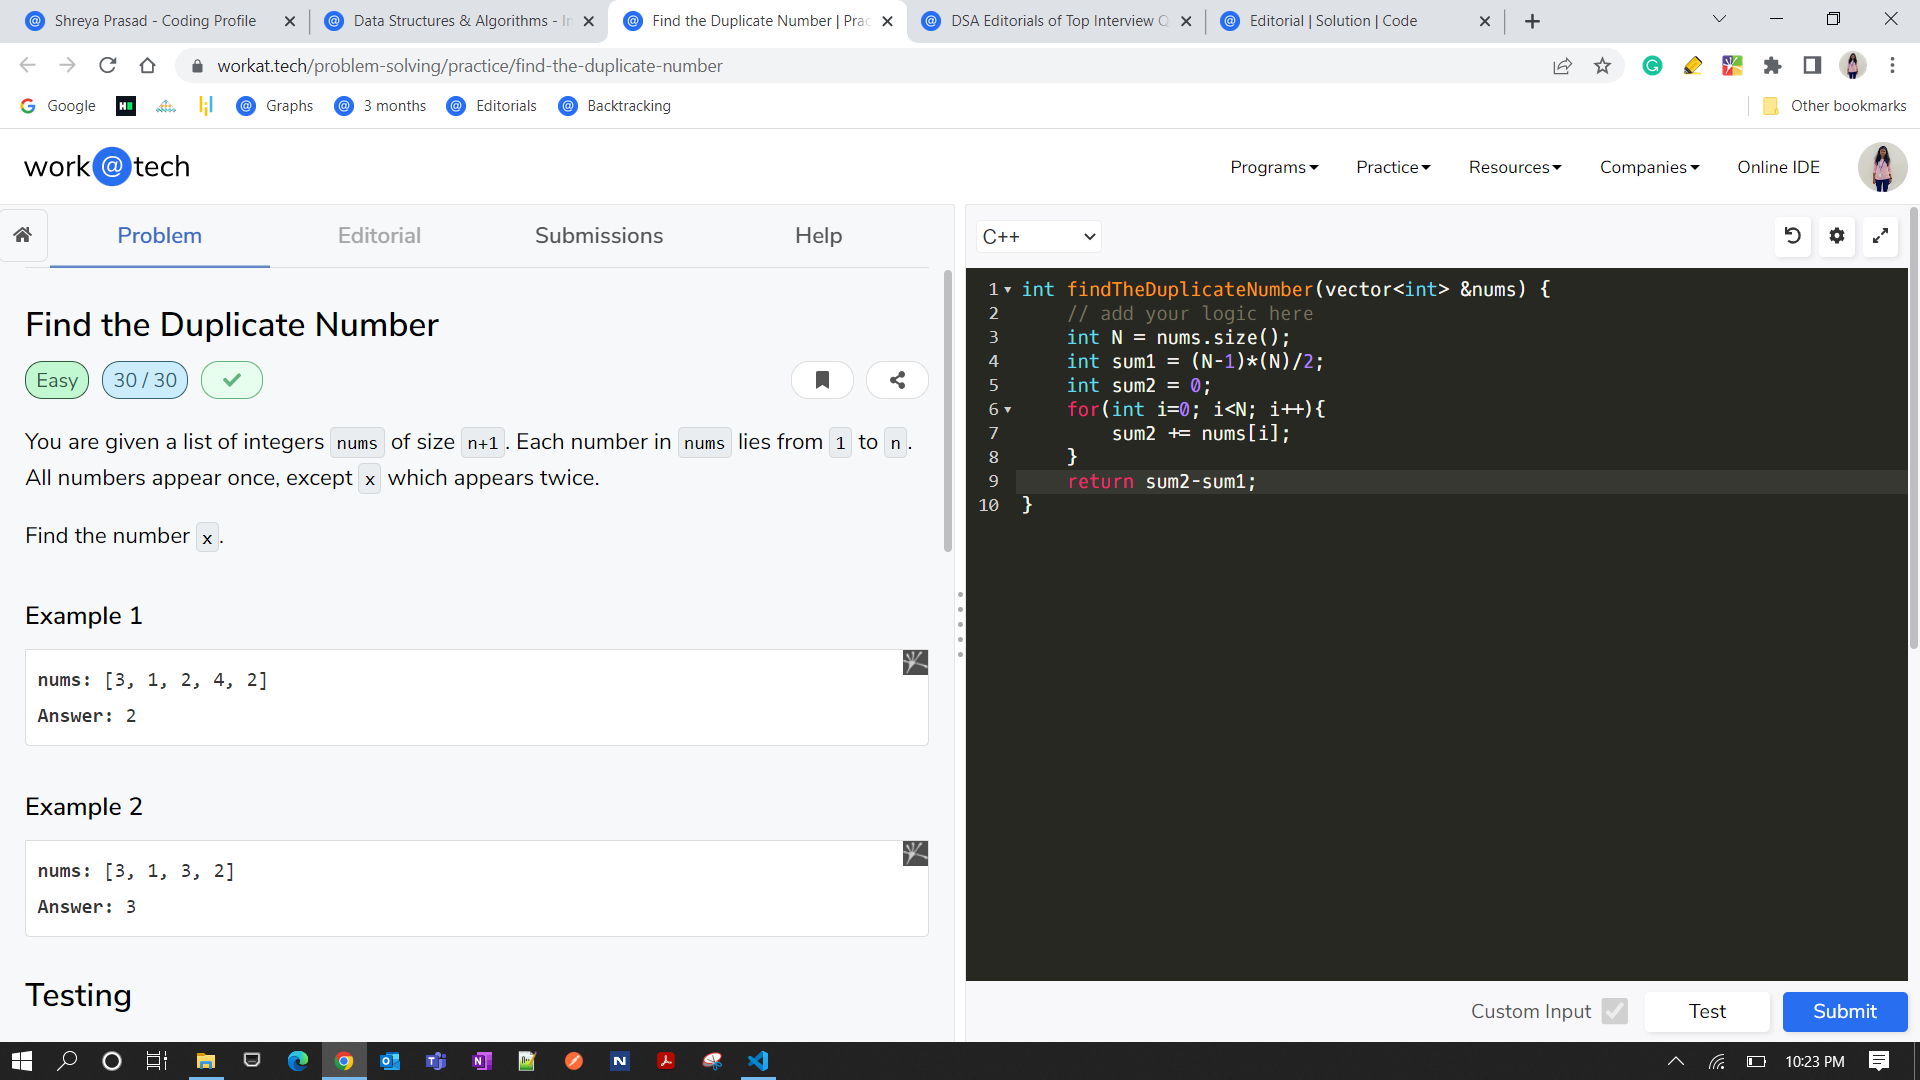 Shreya Prasad - Coding Profile
Data Structures & Algorithms - In
Find the Duplicate Number | Prac
DSA Editorials of Top Interview Q
Editorial | Solution | Code
workat.tech/problem-solving/practice/find-the-duplicate-number
Google
Graphs
3 months
Editorials
Backtracking
Other bookmarks
work@tech
Programs
Practice
Resources
Companies
Online IDE
Problem
Editorial
Submissions
Help
C++
Find the Duplicate Number
Easy
30 / 30
You are given a list of integers nums of size n+1. Each number in nums lies from 1 to n.
All numbers appear once, except x which appears twice.
Find the number x.
Example 1
nums: [3, 1, 2, 4, 2]
Answer: 2
Example 2
nums: [3, 1, 3, 2]
Answer: 3
Testing
1 int findTheDuplicateNumber(vector<int> &nums) {
2 // add your logic here
3 int N = nums.size();
4 int sum1 = (N-1)*(N)/2;
5 int sum2 = 0;
6 for(int i=0; i<N; i++){
7 sum2 += nums[i];
8 }
9 return sum2-sum1;
10 }
Custom Input
Test
Submit
10:23 PM